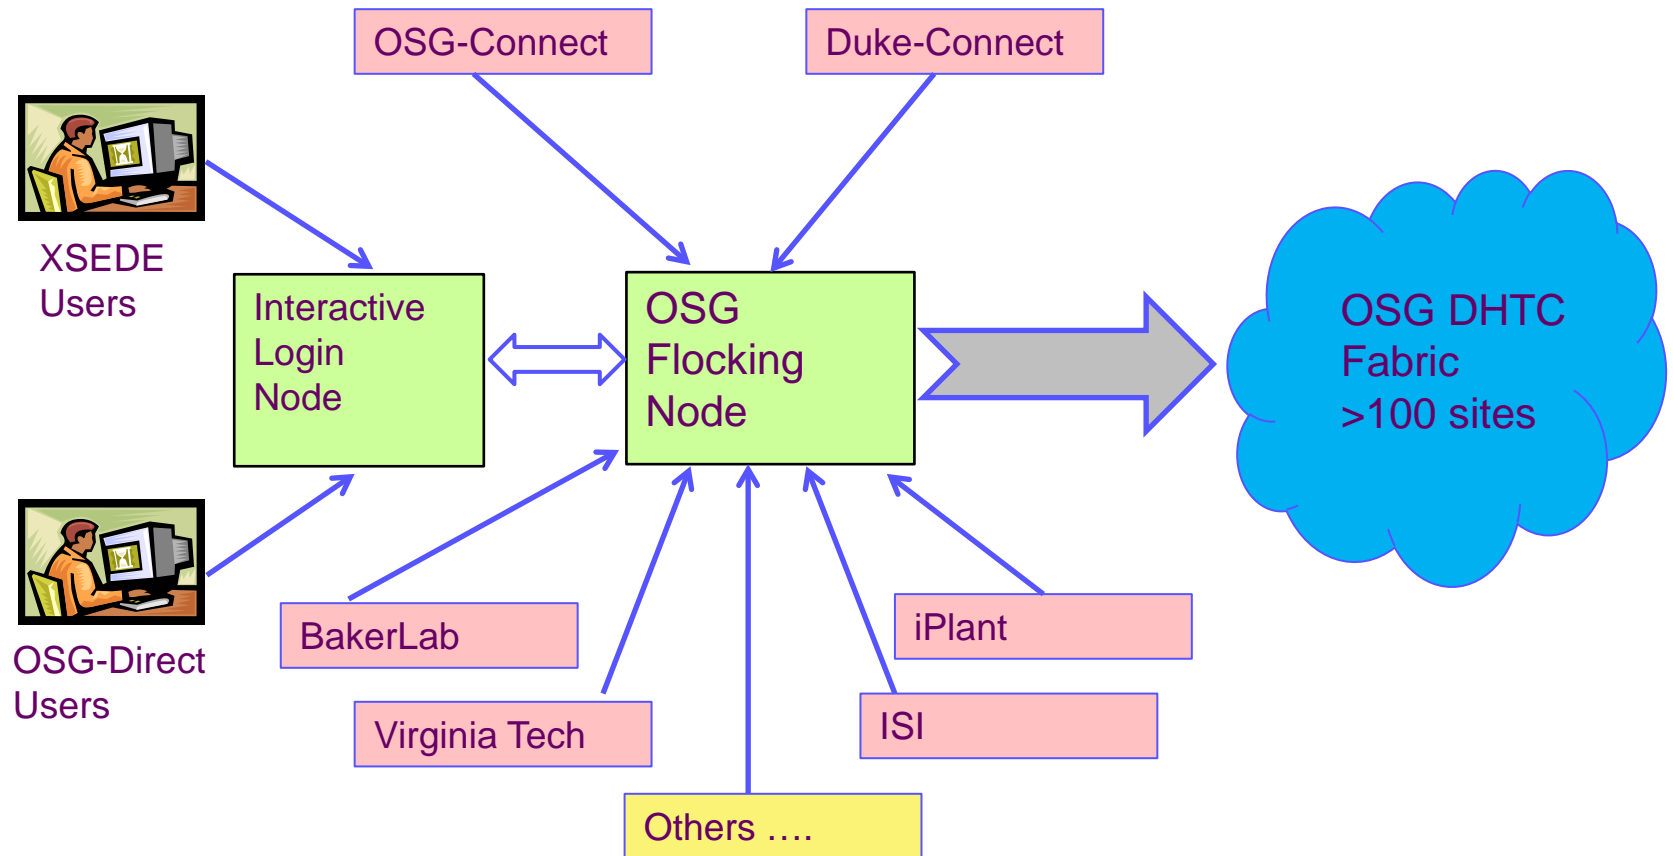 OSG-Connect
Duke-Connect
XSEDE
Users
Interactive
Login
Node
OSG
Flocking
Node
OSG DHTC
Fabric
>100 sites
OSG-Direct
Users
BakerLab
iPlant
Virginia Tech
ISI
Others ....